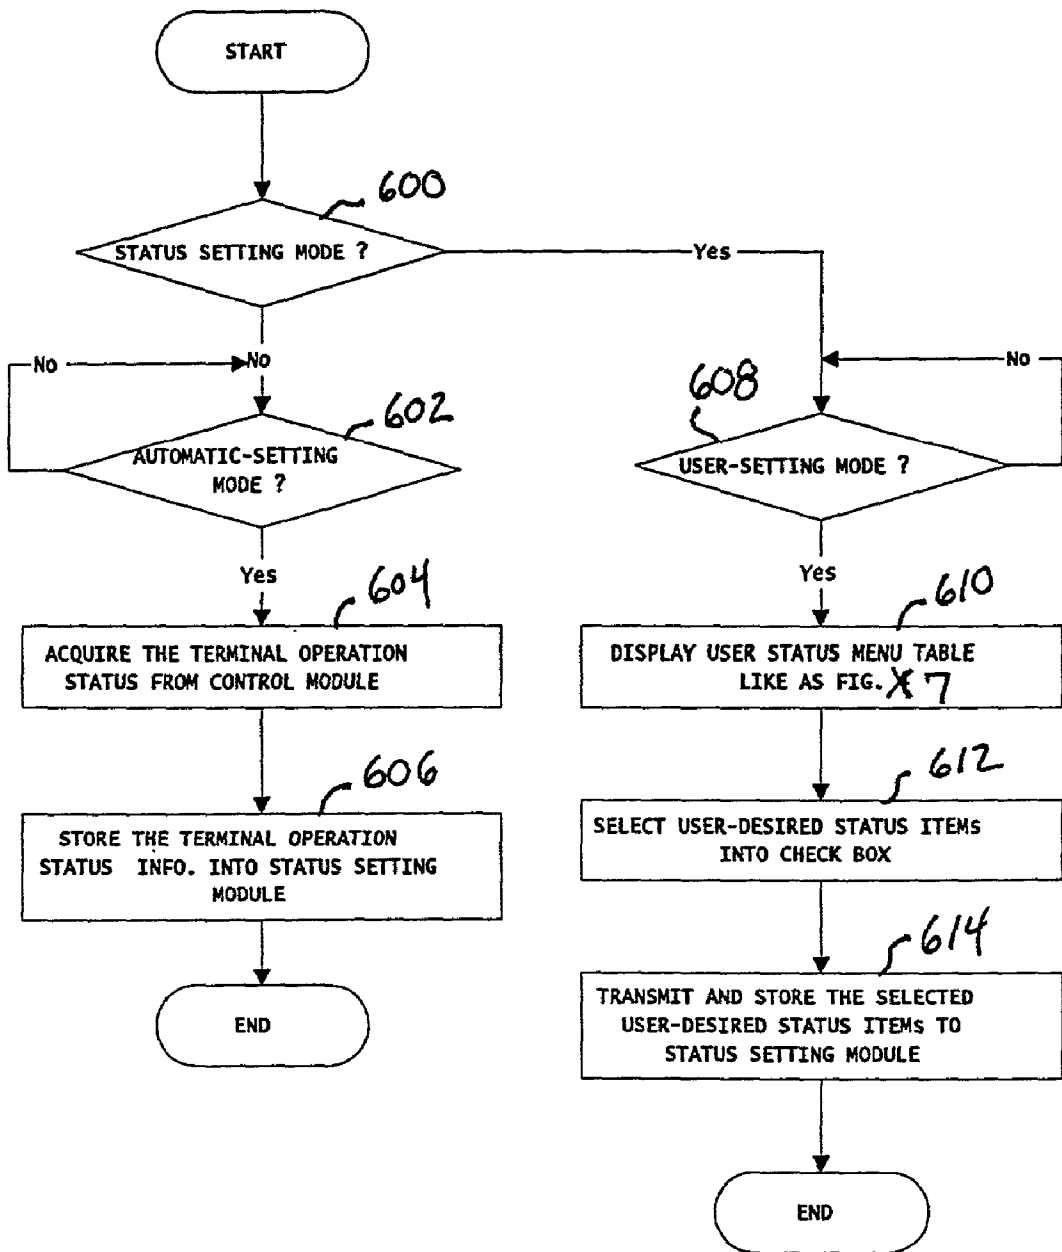 START
600
STATUS SETTING MODE ?
Yes
No
No
602
AUTOMATIC-SETTING
MODE ?
Yes
604
ACQUIRE THE TERMINAL OPERATION
STATUS FROM CONTROL MODULE
606
STORE THE TERMINAL OPERATION
STATUS INFO. INTO STATUS SETTING
MODULE
END
No
608
USER-SETTING MODE ?
Yes
610
DISPLAY USER STATUS MENU TABLE
LIKE AS FIG. 7
612
SELECT USER-DESIRED STATUS ITEMS
INTO CHECK BOX
614
TRANSMIT AND STORE THE SELECTED
USER-DESIRED STATUS ITEMS TO
STATUS SETTING MODULE
END